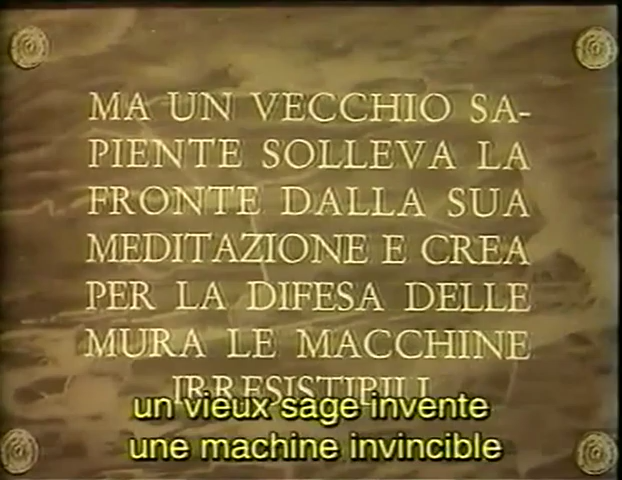 MA UN VECCHIO SA-
PIENTE SOLLEVA LA
FRONTE DALLA SUA
MEDITAZIONE E CREA
PER LA DIFESA DELLE
MURA LE MACCHINE
IRRESISTIBILI
un vieux sage invente
une machine invincible